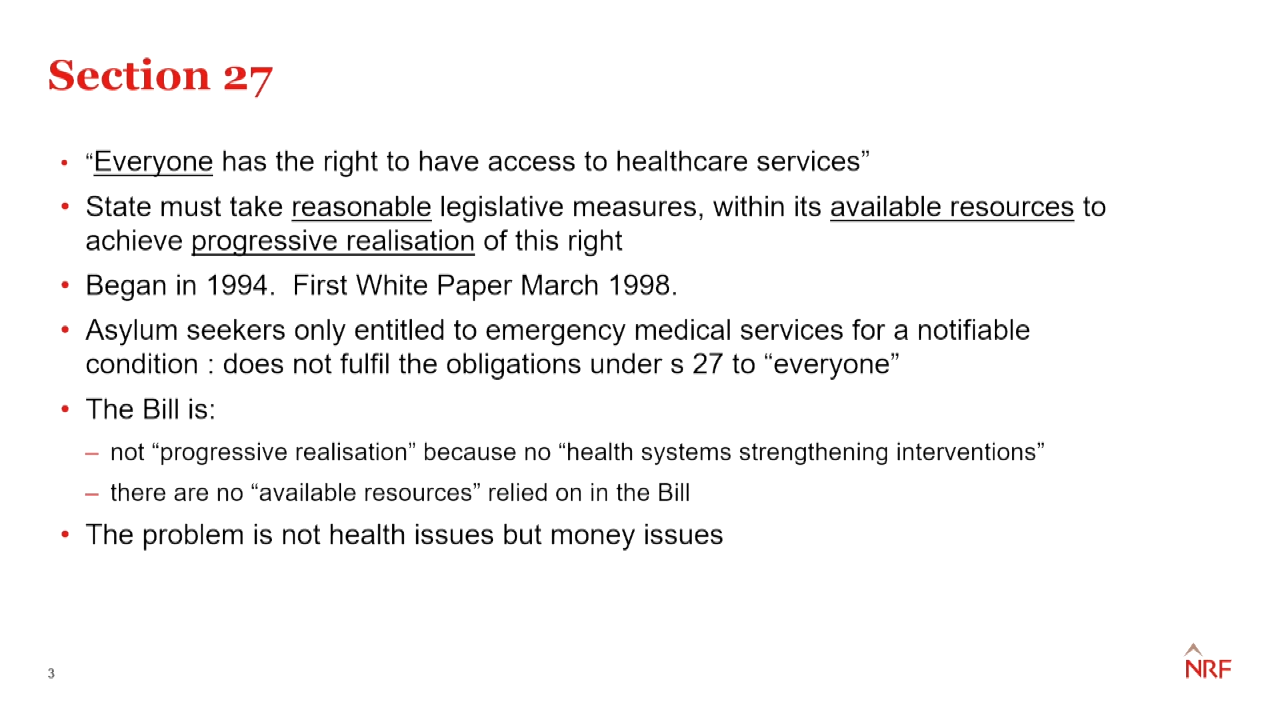 Section 27
• “Everyone has the right to have access to healthcare services”
• State must take reasonable legislative measures, within its available resources to
achieve progressive realisation of this right
• Began in 1994.  First White Paper March 1998.
• Asylum seekers only entitled to emergency medical services for a notifiable
condition : does not fulfil the obligations under s 27 to “everyone”
• The Bill is:
– not “progressive realisation” because no “health systems strengthening interventions”
– there are no “available resources” relied on in the Bill
• The problem is not health issues but money issues
3
NRF